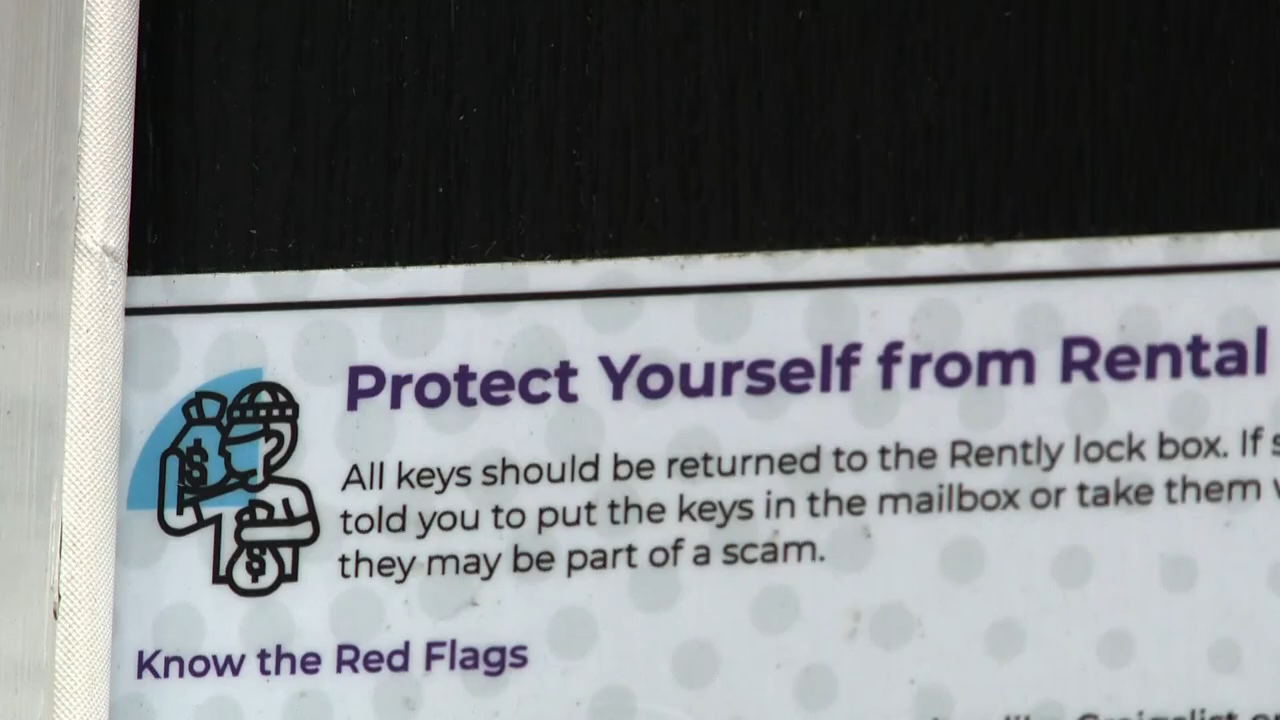 Protect Yourself from Rental
All keys should be returned to the Rently lock box. If
told you to put the keys in the mailbox or take them
they may be part of a scam.
Know the Red Flags